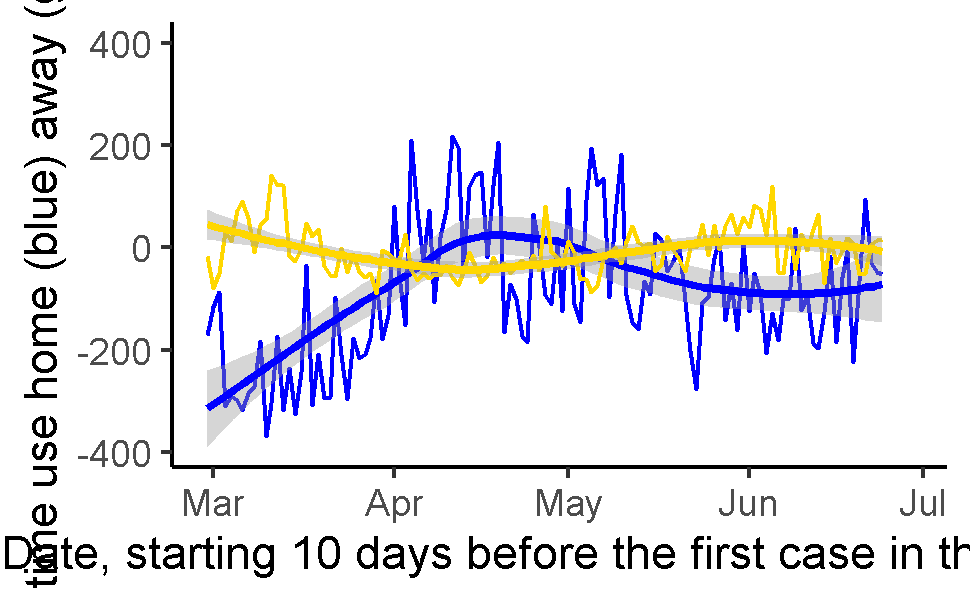 time use home (blue) away (
400
200
0
-200
-400
Mar Apr May Jun Jul
Date, starting 10 days before the first case in th